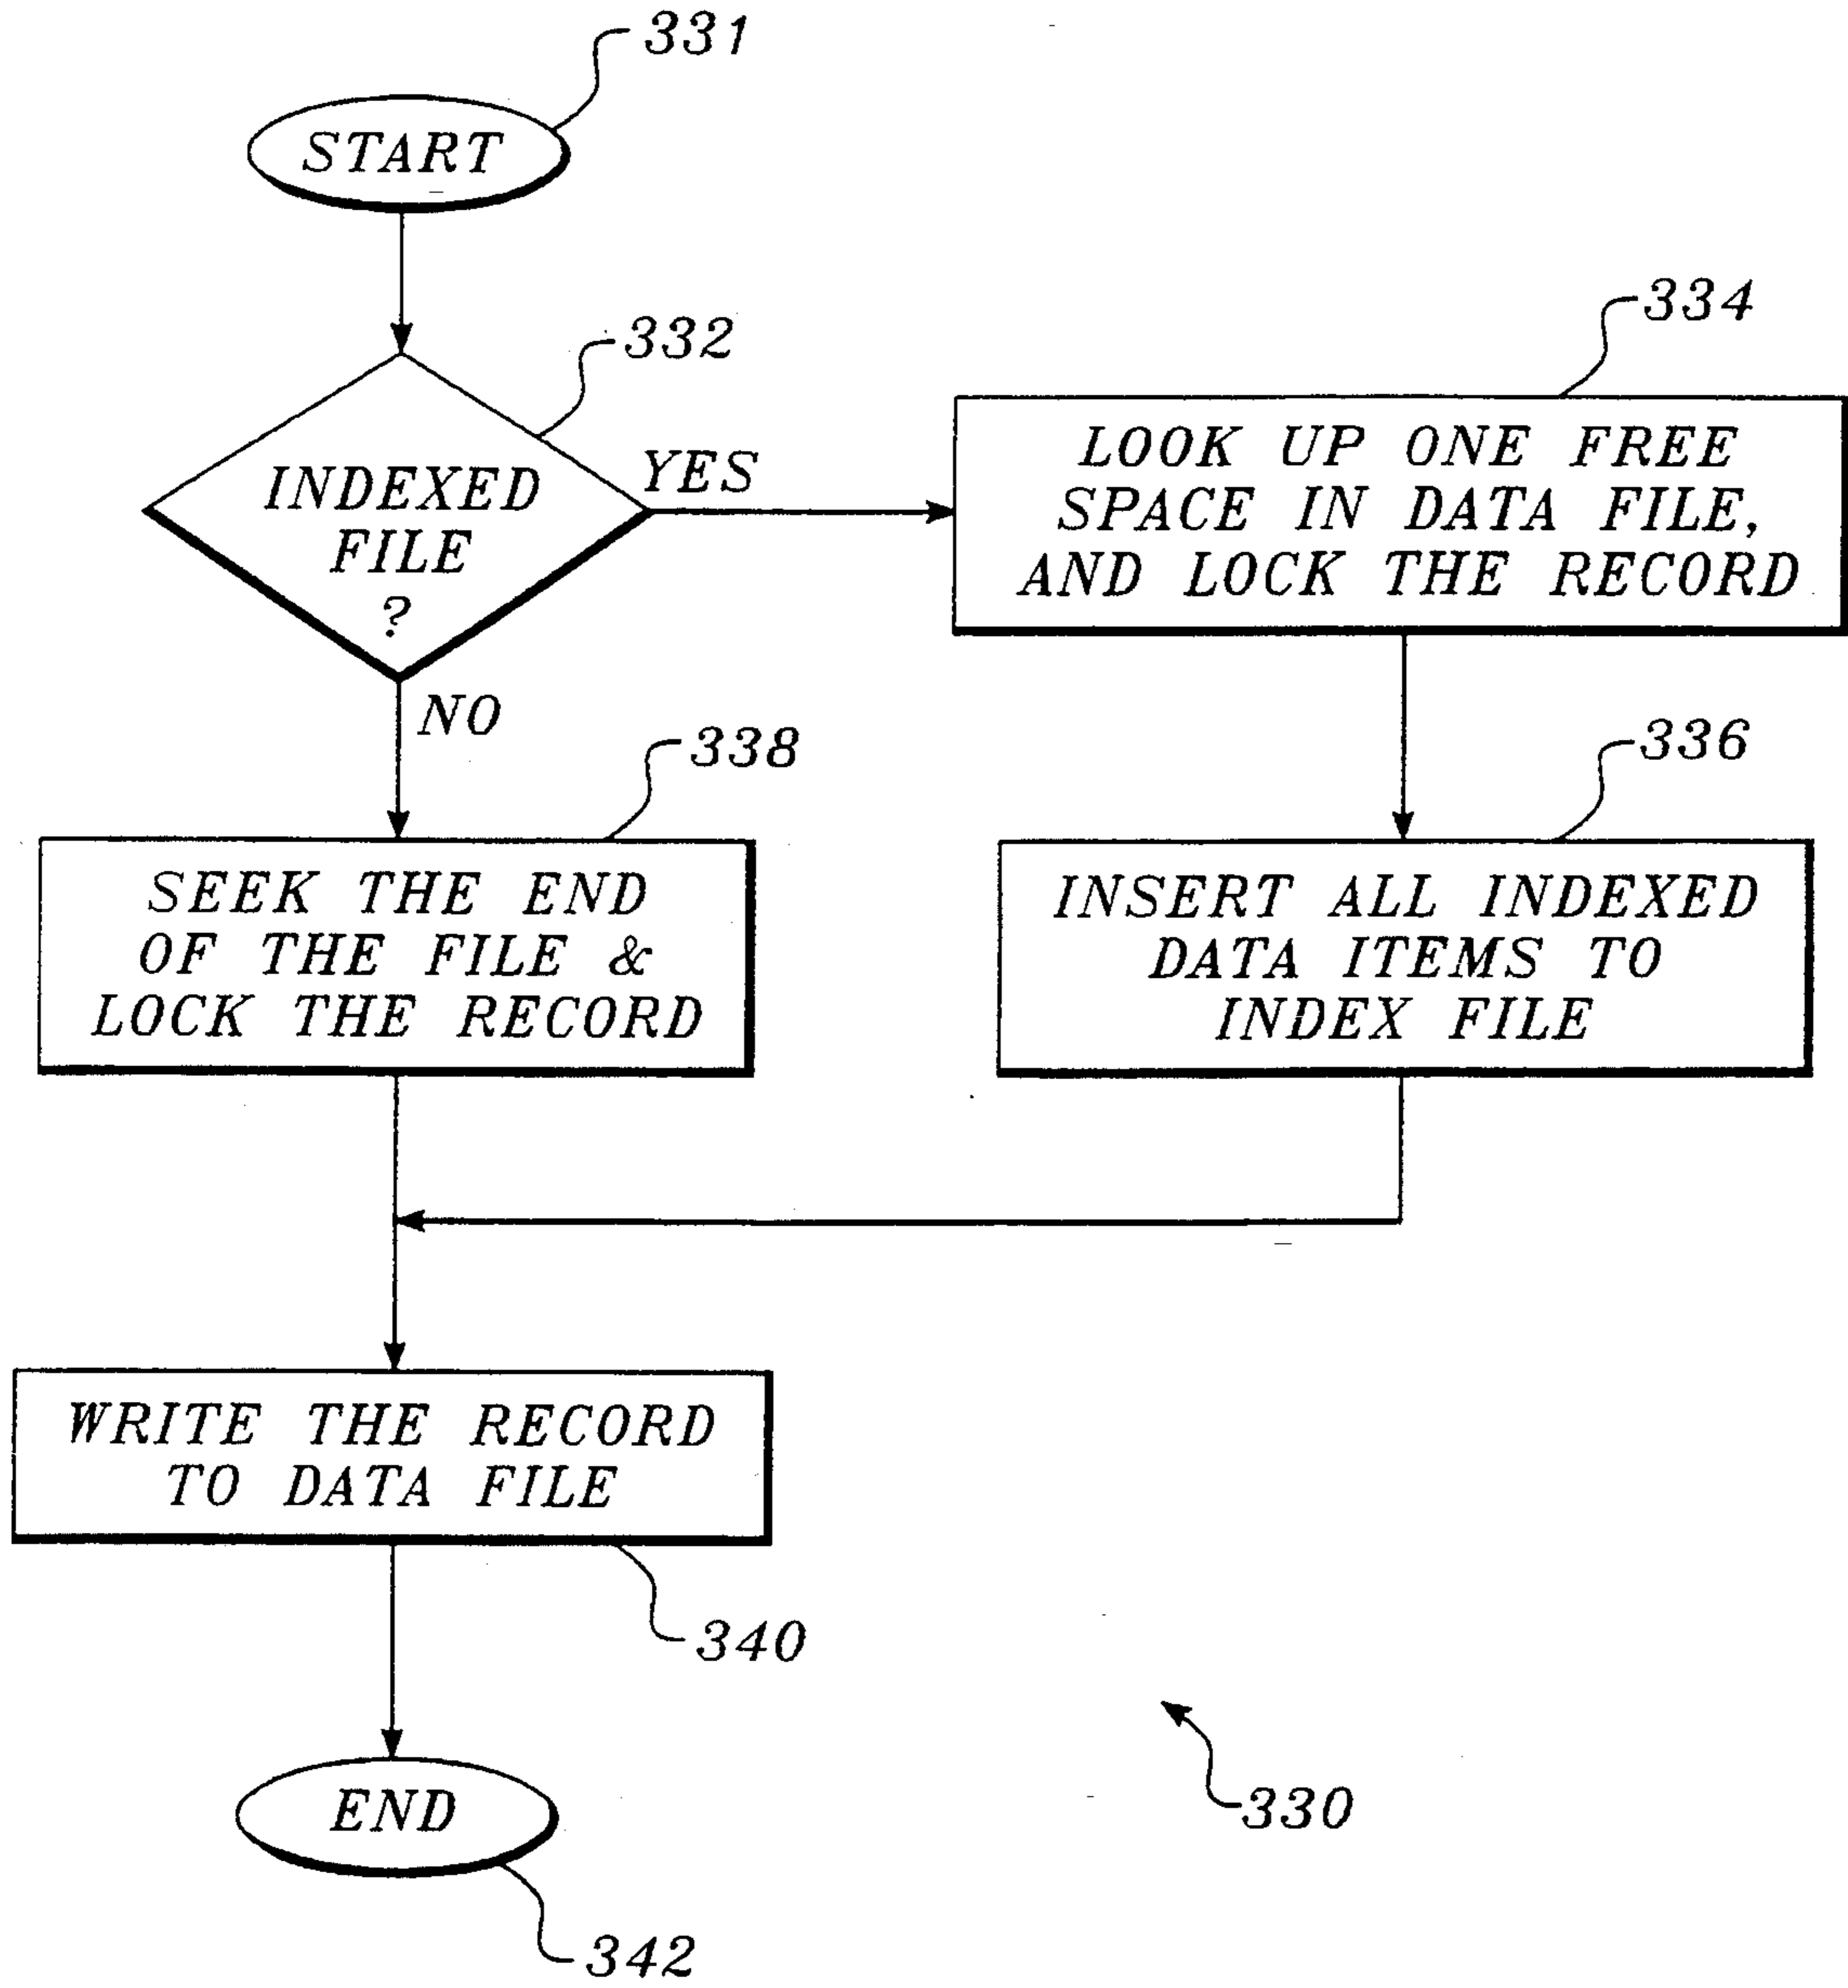 331
START
332
INDEXED
FILE
?
YES
334
LOOK UP ONE FREE
SPACE IN DATA FILE,
AND LOCK THE RECORD
NO
338
SEEK THE END
OF THE FILE &
LOCK THE RECORD
336
INSERT ALL INDEXED
DATA ITEMS TO
INDEX FILE
WRITE THE RECORD
TO DATA FILE
340
END
342
330